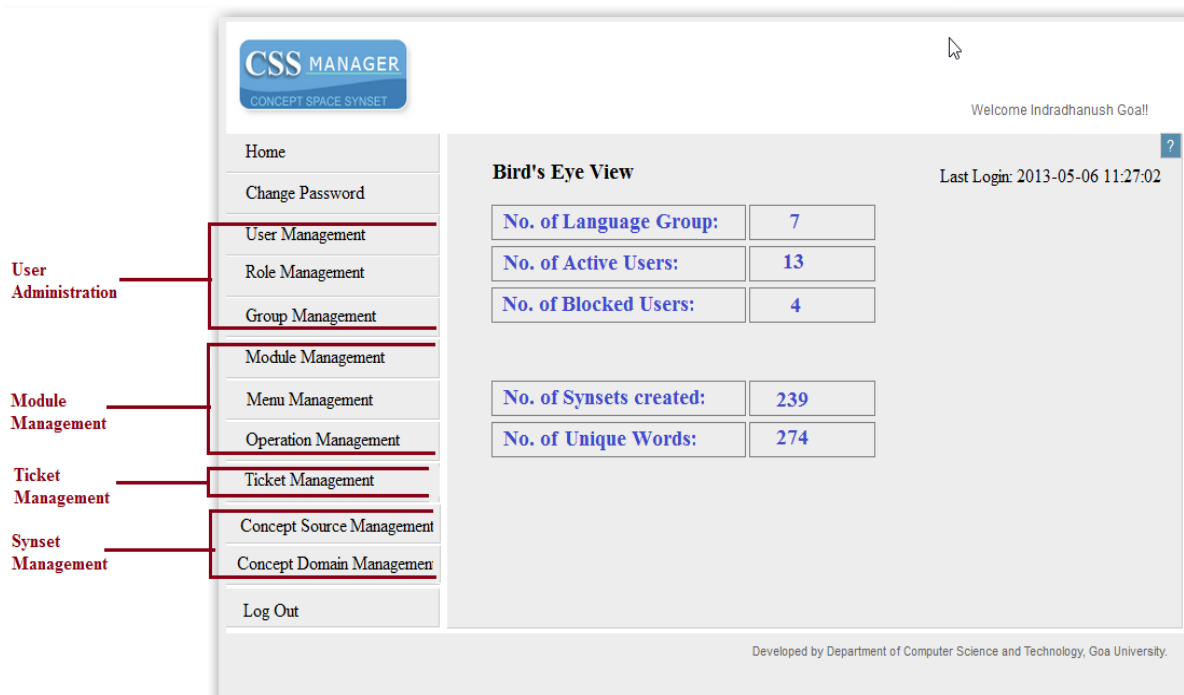 CSS MANAGER
CONCEPT SPACE SYNSET
Welcome Indradhanush Goa!!
?
Home
Change Password
User Management
Role Management
Group Management
Module Management
Menu Management
Operation Management
Ticket Management
Concept Source Management
Concept Domain Managemen
Log Out
User
Administration
Module
Management
Ticket
Management
Synset
Management
Bird's Eye View
Last Login: 2013-05-06 11:27:02
No. of Language Group: 7
No. of Active Users: 13
No. of Blocked Users: 4
No. of Synsets created: 239
No. of Unique Words: 274
Developed by Department of Computer Science and Technology, Goa University.